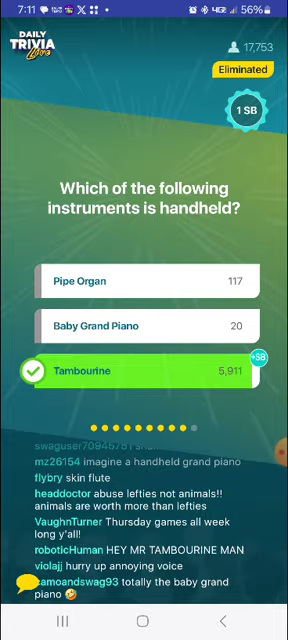 7:11
56%
DAILY
TRIVIA
Live
17,753
Eliminated
1 SB
Which of the following
instruments is handheld?
Pipe Organ 117
Baby Grand Piano 20
+SB
Tambourine 5,911
mz26154 imagine a handheld grand piano
flybry skin flute
headdoctor abuse lefties not animals!!
animals are worth more than lefties
VaughnTurner Thursday games all week
long y'all!
roboticHuman HEY MR TAMBOURINE MAN
violajj hurry up annoying voice
amoandswag93 totally the baby grand
piano 🤣